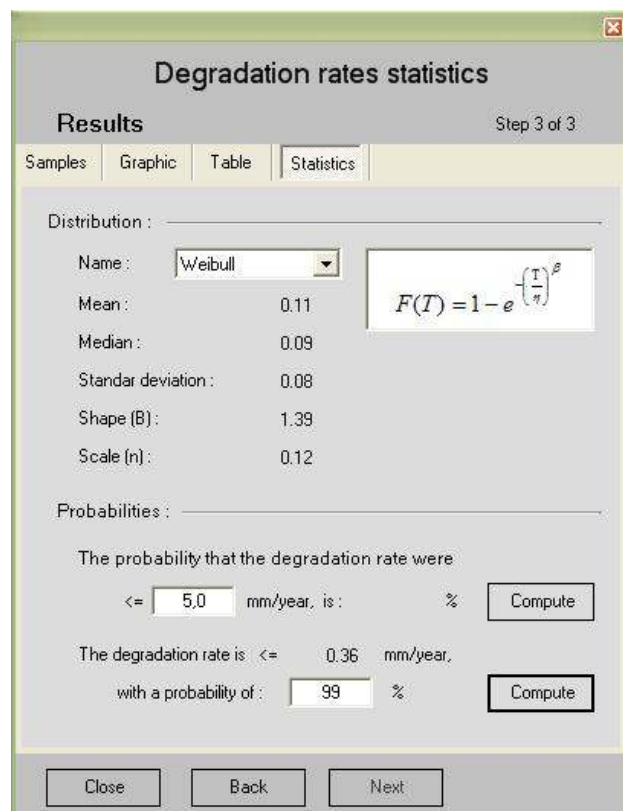 Degradation rates statistics
Results Step 3 of 3
Samples Graphic Table Statistics
Distribution :
Name : Weibull
F(T) = 1 − e^{-(T/η)^β}
Mean : 0.11
Median : 0.09
Standar deviation : 0.08
Shape (B) : 1.39
Scale (n) : 0.12
Probabilities :
The probability that the degradation rate were
<= 5,0 mm/year, is : % Compute
The degradation rate is <= 0.36 mm/year,
with a probability of : 99 % Compute
Close Back Next